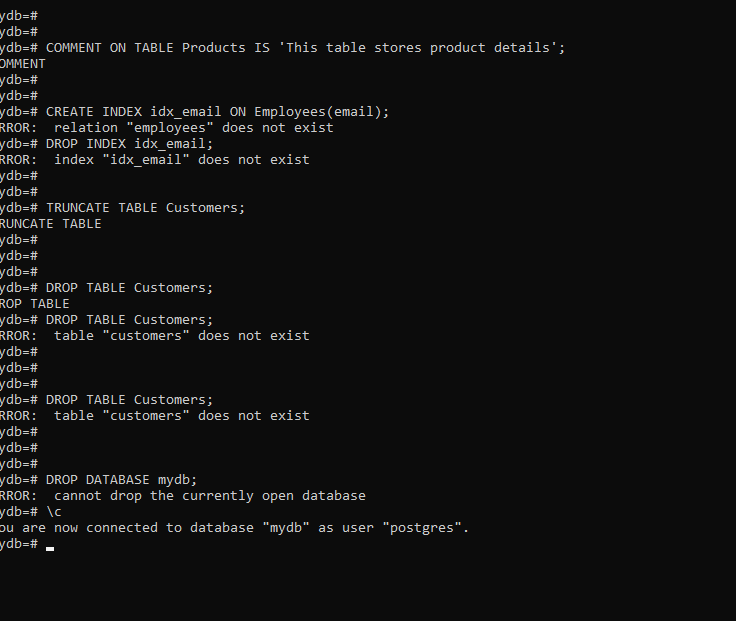 ydb=#
ydb=#
ydb=# COMMENT ON TABLE Products IS 'This table stores product details';
OMMENT
ydb=#
ydb=#
ydb=# CREATE INDEX idx_email ON Employees(email);
RROR:  relation "employees" does not exist
ydb=# DROP INDEX idx_email;
RROR:  index "idx_email" does not exist
ydb=#
ydb=#
ydb=# TRUNCATE TABLE Customers;
RUNCATE TABLE
ydb=#
ydb=#
ydb=#
ydb=# DROP TABLE Customers;
ROP TABLE
ydb=# DROP TABLE Customers;
RROR:  table "customers" does not exist
ydb=#
ydb=#
ydb=#
ydb=# DROP TABLE Customers;
RROR:  table "customers" does not exist
ydb=#
ydb=#
ydb=#
ydb=# DROP DATABASE mydb;
RROR:  cannot drop the currently open database
ydb=# \c
ou are now connected to database "mydb" as user "postgres".
ydb=#